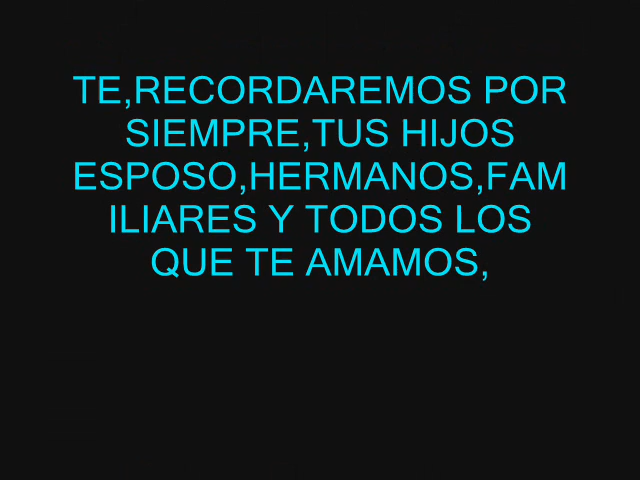 TE,RECORDAREMOS POR
SIEMPRE,TUS HIJOS
ESPOSO,HERMANOS,FAM
ILIARES Y TODOS LOS
QUE TE AMAMOS,